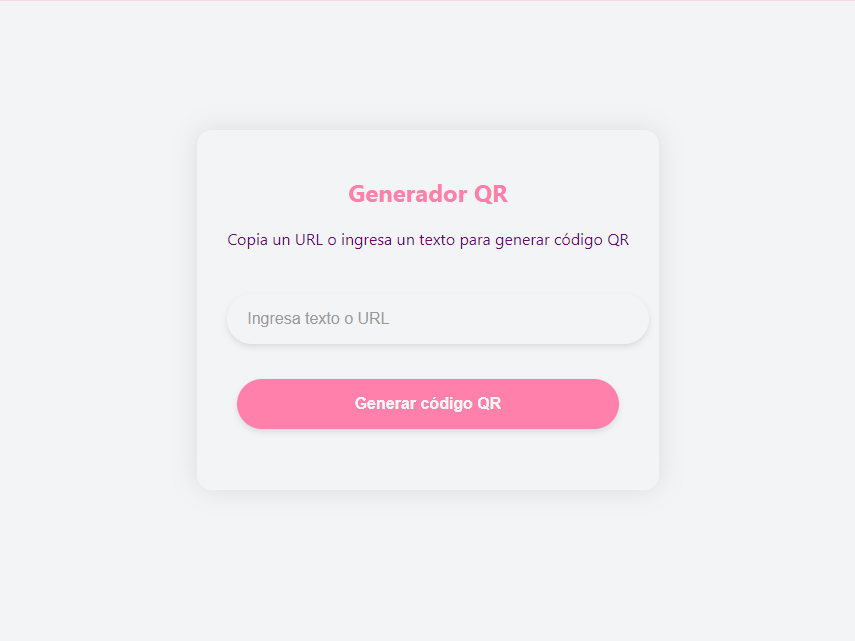 Generador QR
Copia un URL o ingresa un texto para generar código QR
Ingresa texto o URL
Generar código QR